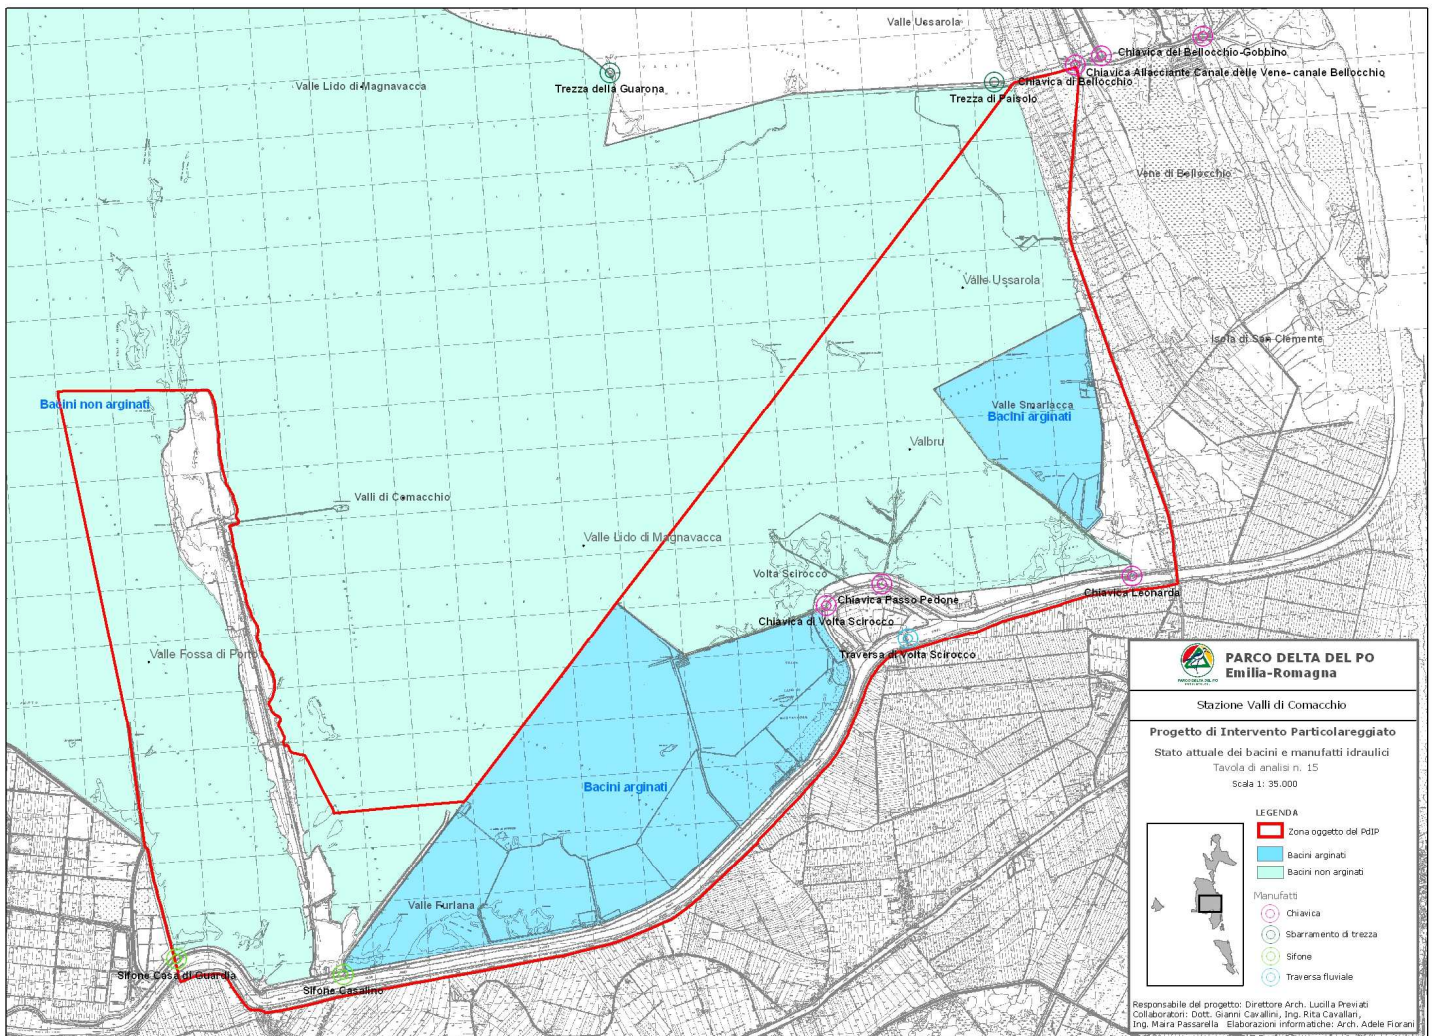 Valle Ussarola
Chiavica del Bellocchio-Gobbino
Chiavica Allacciante Canale delle Vene- canale Bellocchio
Chiavica di Bellocchio
Valle Lido di Magnavacca
Trezza della Guarona
Trezza di Paisolo
Vene di Bellocchio
Valle Ussarola
Isola di San Clemente
Bacini non arginati
Valle Smarlacca
Bacini arginati
Valbru
Valli di Comacchio
Valle Lido di Magnavacca
Volta Scirocco
Chiavica Passo Pedone
Chiavica Leonarda
Chiavica di Volta Scirocco
Traversa di Volta Scirocco
Valle Fossa di Porto
Bacini arginati
Valle Furlana
Sifone Casa di Guardia
Sifone Casalino
PARCO DELTA DEL PO
Emilia-Romagna
PARCO DELTA DEL PO
Stazione Valli di Comacchio
Progetto di Intervento Particolareggiato
Stato attuale dei bacini e manufatti idraulici
Tavola di analisi n. 15
Scala 1: 35.000
LEGENDA
Zona oggetto del PdIP
Bacini arginati
Bacini non arginati
Manufatti
Chiavica
Sbarramento di trezza
Sifone
Traversa fluviale
Responsabile del progetto: Direttore Arch. Lucilla Previati
Collaboratori: Dott. Gianni Cavallini, Ing. Rita Cavallari,
Ing. Maira Passarella Elaborazioni informatiche: Arch. Adele Fiorani